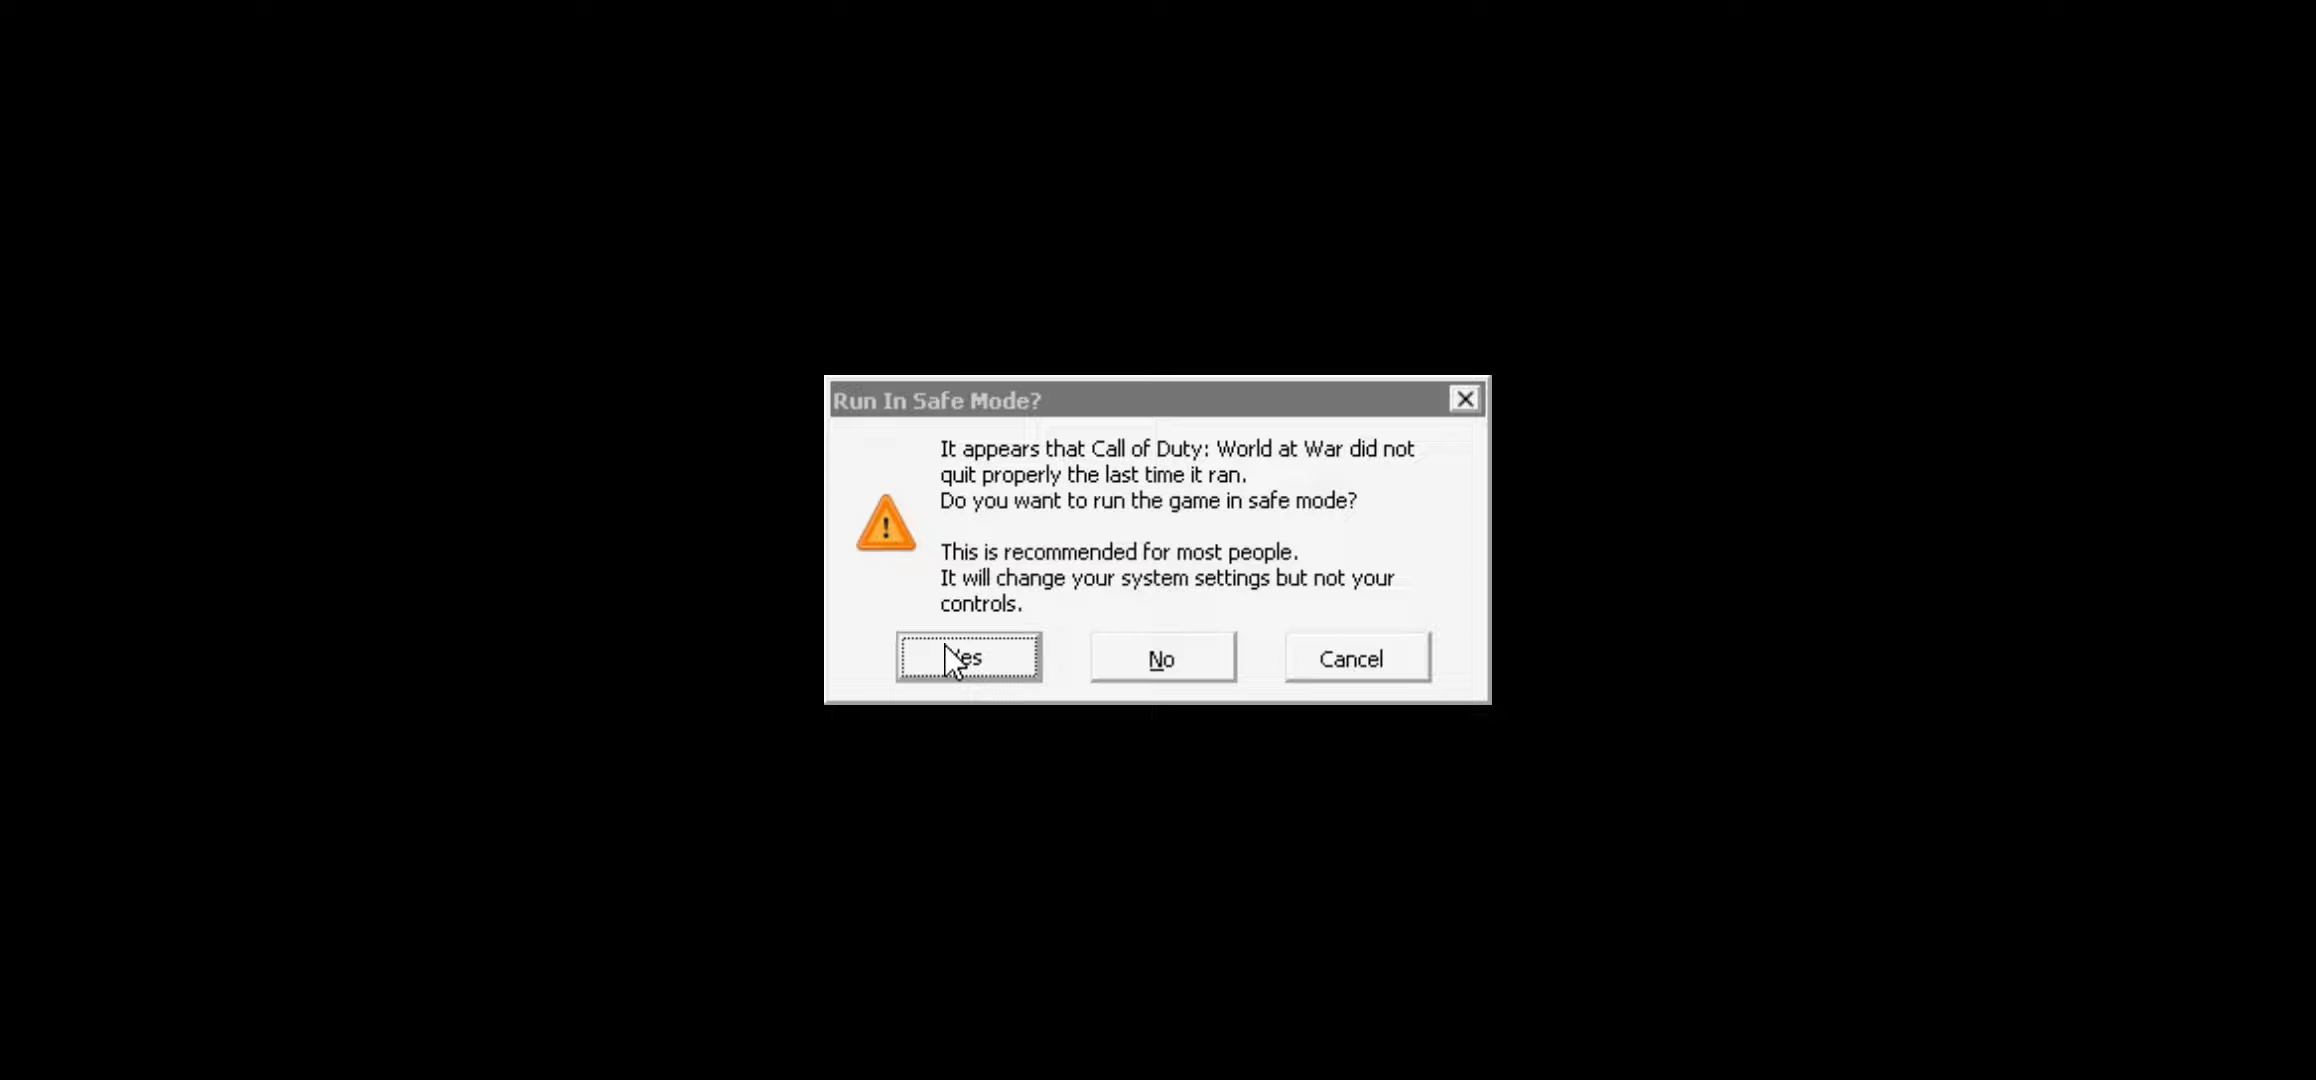 Run In Safe Mode?
It appears that Call of Duty: World at War did not
quit properly the last time it ran.
Do you want to run the game in safe mode?
This is recommended for most people.
It will change your system settings but not your
controls.
Yes No Cancel